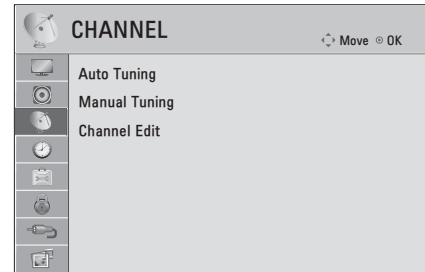 CHANNEL
Move OK
Auto Tuning
Manual Tuning
Channel Edit